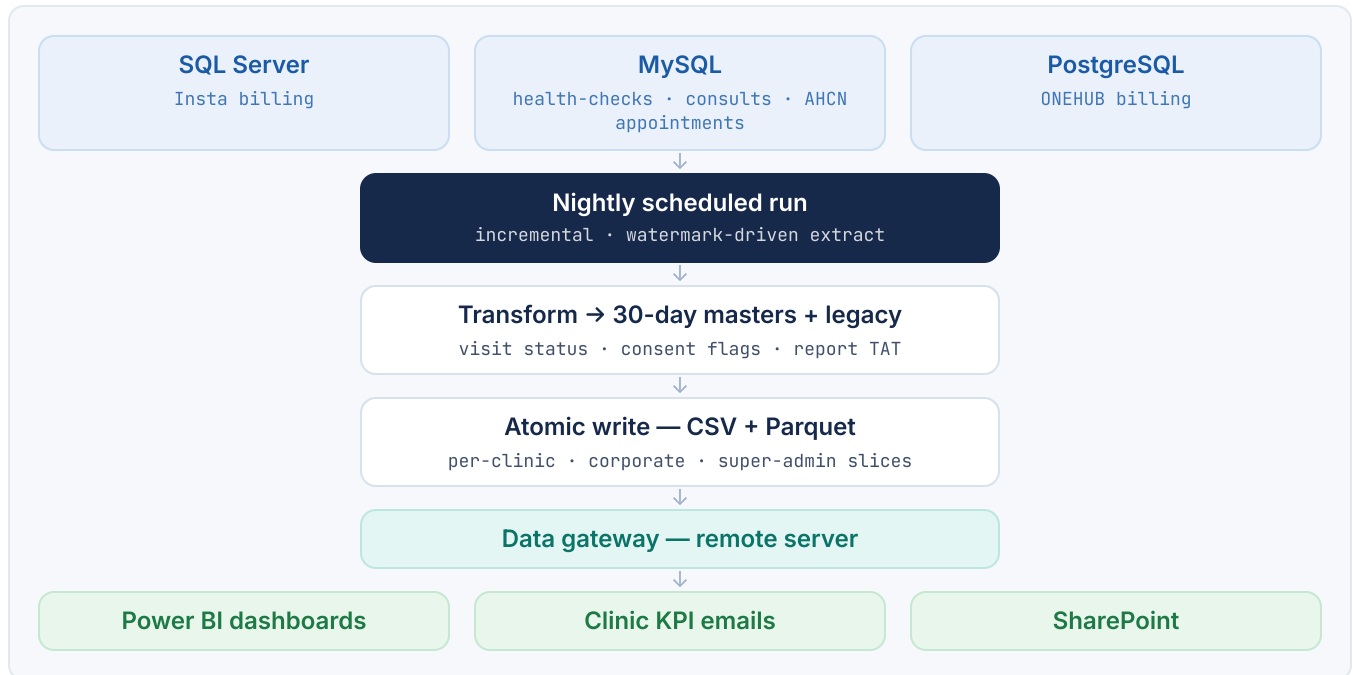 SQL Server
Insta billing
MySQL
health-checks · consults · AHCN
appointments
PostgreSQL
ONEHUB billing
Nightly scheduled run
incremental · watermark-driven extract
Transform → 30-day masters + legacy
visit status · consent flags · report TAT
Atomic write — CSV + Parquet
per-clinic · corporate · super-admin slices
Data gateway — remote server
Power BI dashboards
Clinic KPI emails
SharePoint